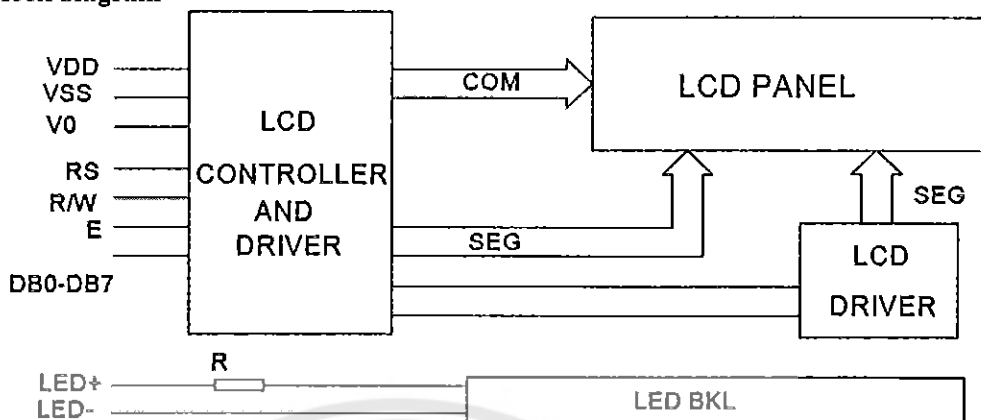 VDD
VSS
V0
RS
R/W
E
DB0-DB7
LCD
CONTROLLER
AND
DRIVER
COM
SEG
LCD PANEL
SEG
LCD
DRIVER
R
LED+
LED-
LED BKL